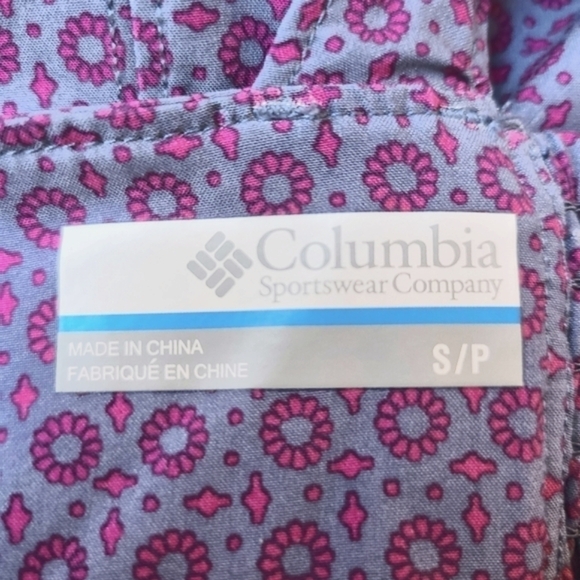 Columbia
Sportswear Company
MADE IN CHINA
FABRIQUÉ EN CHINE
S/P